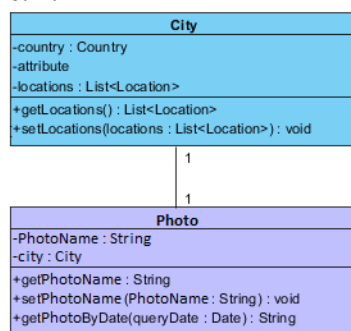 City
-country : Country
-attribute
-locations : List<Location>
+getLocations() : List<Location>
+setLocations(locations : List<Location>) : void
1
1
Photo
-PhotoName : String
-city : City
+getPhotoName : String
+setPhotoName (PhotoName : String) : void
+getPhotoByDate(queryDate : Date) : String